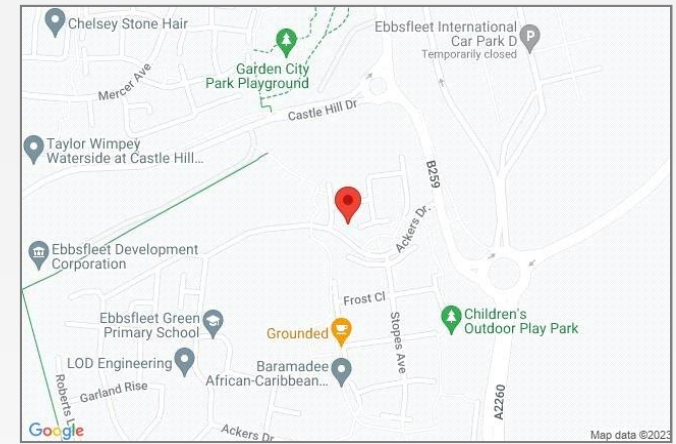 Chelsey Stone Hair
Ebbsfleet International
Car Park D
Temporarily closed
P
Garden City
Park Playground
Mercer Ave
Castle Hill Dr
Taylor Wimpey
Waterside at Castle Hill...
B259
Ackers Dr.
Ebbsfleet Development
Corporation
Frost Cl
Ebbsfleet Green
Primary School
Grounded
Stopes Ave
Children's
Outdoor Play Park
LOD Engineering
Baramadee
African-Caribbean...
Roberts L
Garland Rise
A2260
Ackers Dr
Google
Map data ©2023